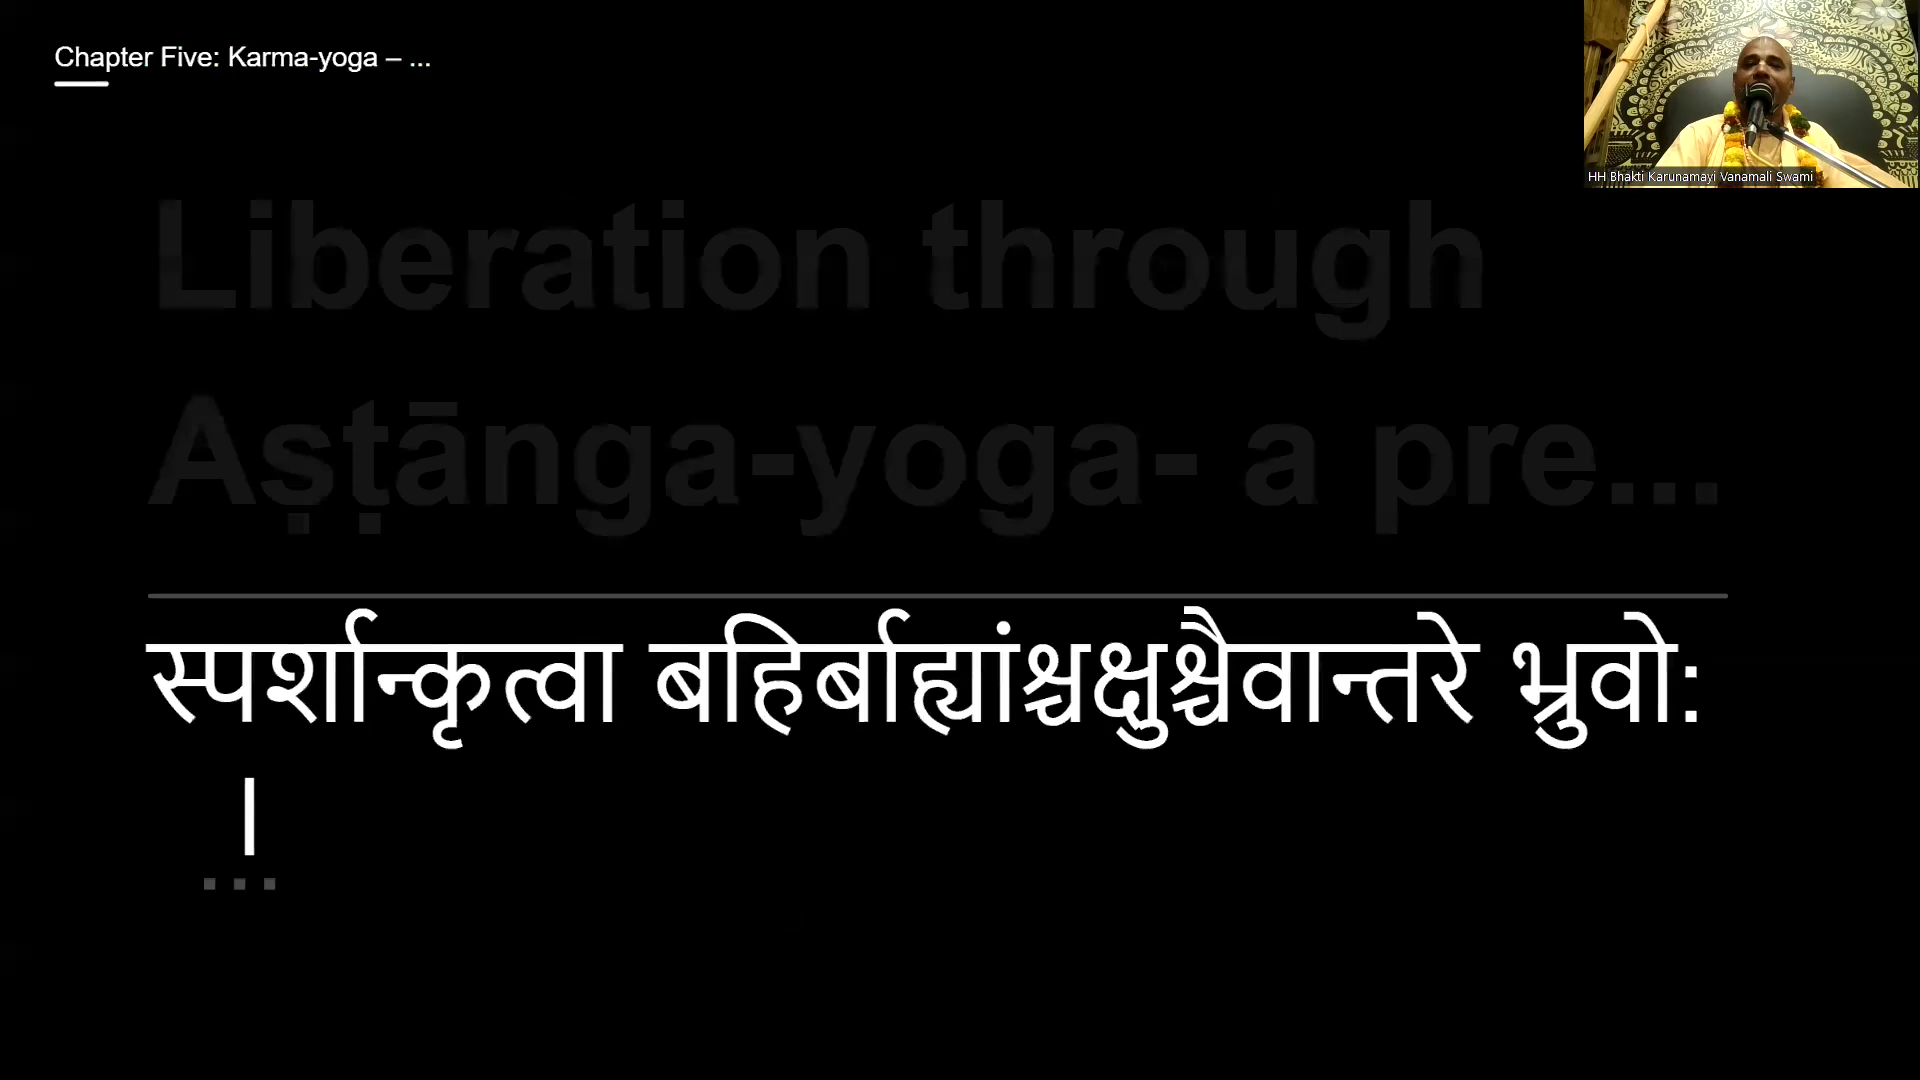 Chapter Five: Karma-yoga – ...
HH Bhakti Karunamayi Vanamali Swami
Liberation through
Aṣṭānga-yoga- a pre...
स्पर्शान्कृत्वा बहिर्बाह्यांश्चक्षुश्चैवान्तरे भ्रुवो:
|
...